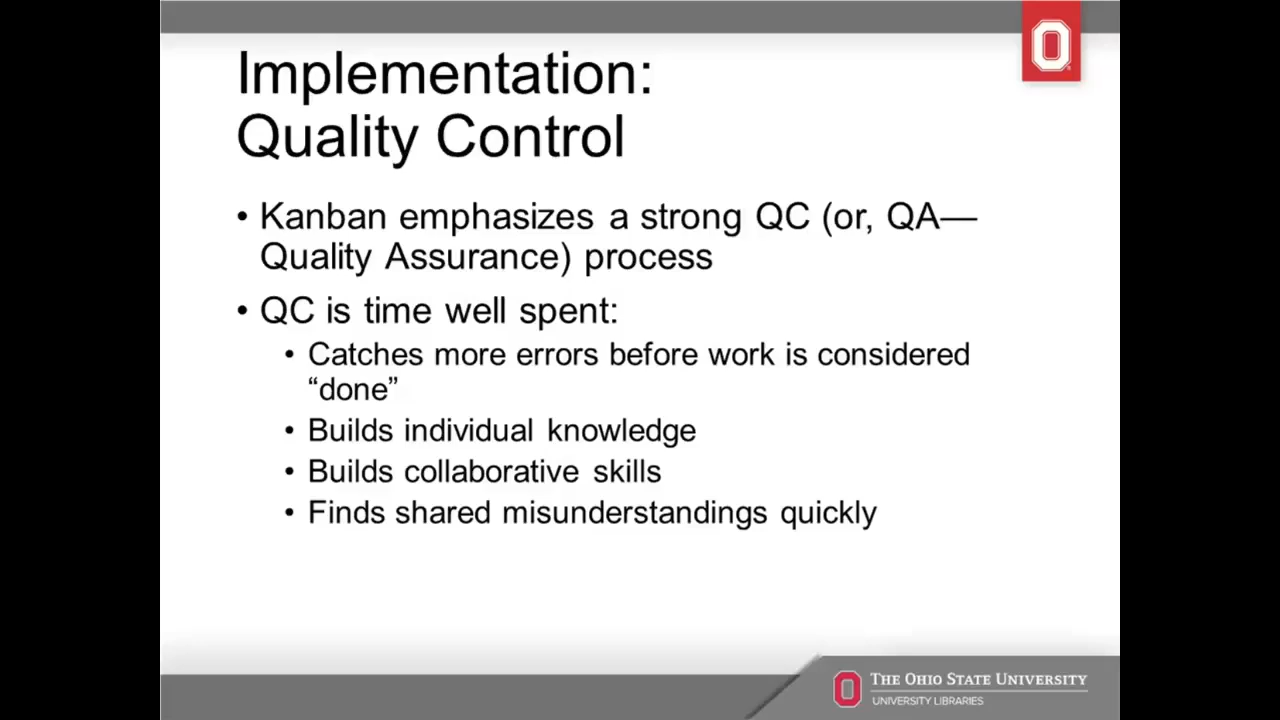 Implementation:
Quality Control
• Kanban emphasizes a strong QC (or, QA—
Quality Assurance) process
• QC is time well spent:
• Catches more errors before work is considered
“done”
• Builds individual knowledge
• Builds collaborative skills
• Finds shared misunderstandings quickly
THE OHIO STATE UNIVERSITY
UNIVERSITY LIBRARIES